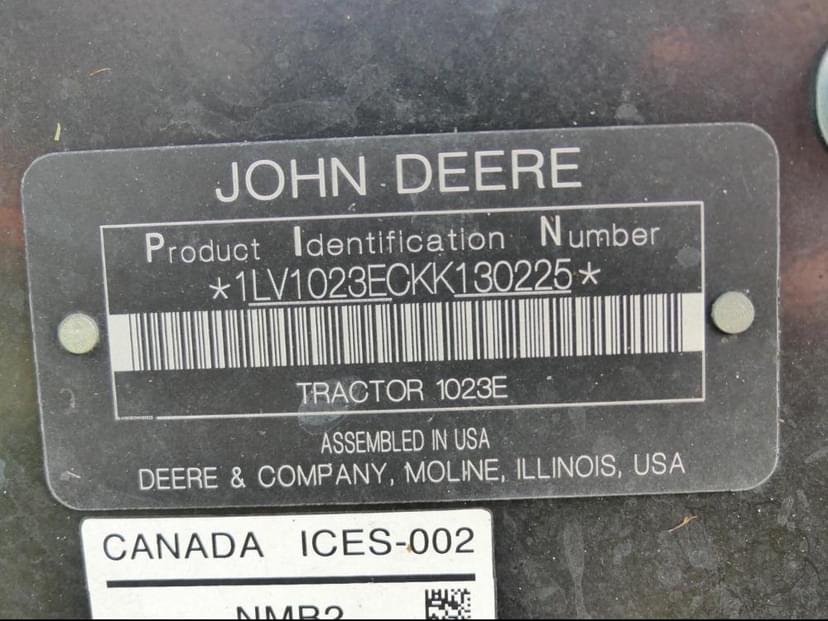 JOHN DEERE
Product Identification Number
*1LV1023ECKK130225*
TRACTOR 1023E
ASSEMBLED IN USA
DEERE & COMPANY, MOLINE, ILLINOIS, USA
CANADA ICES-002